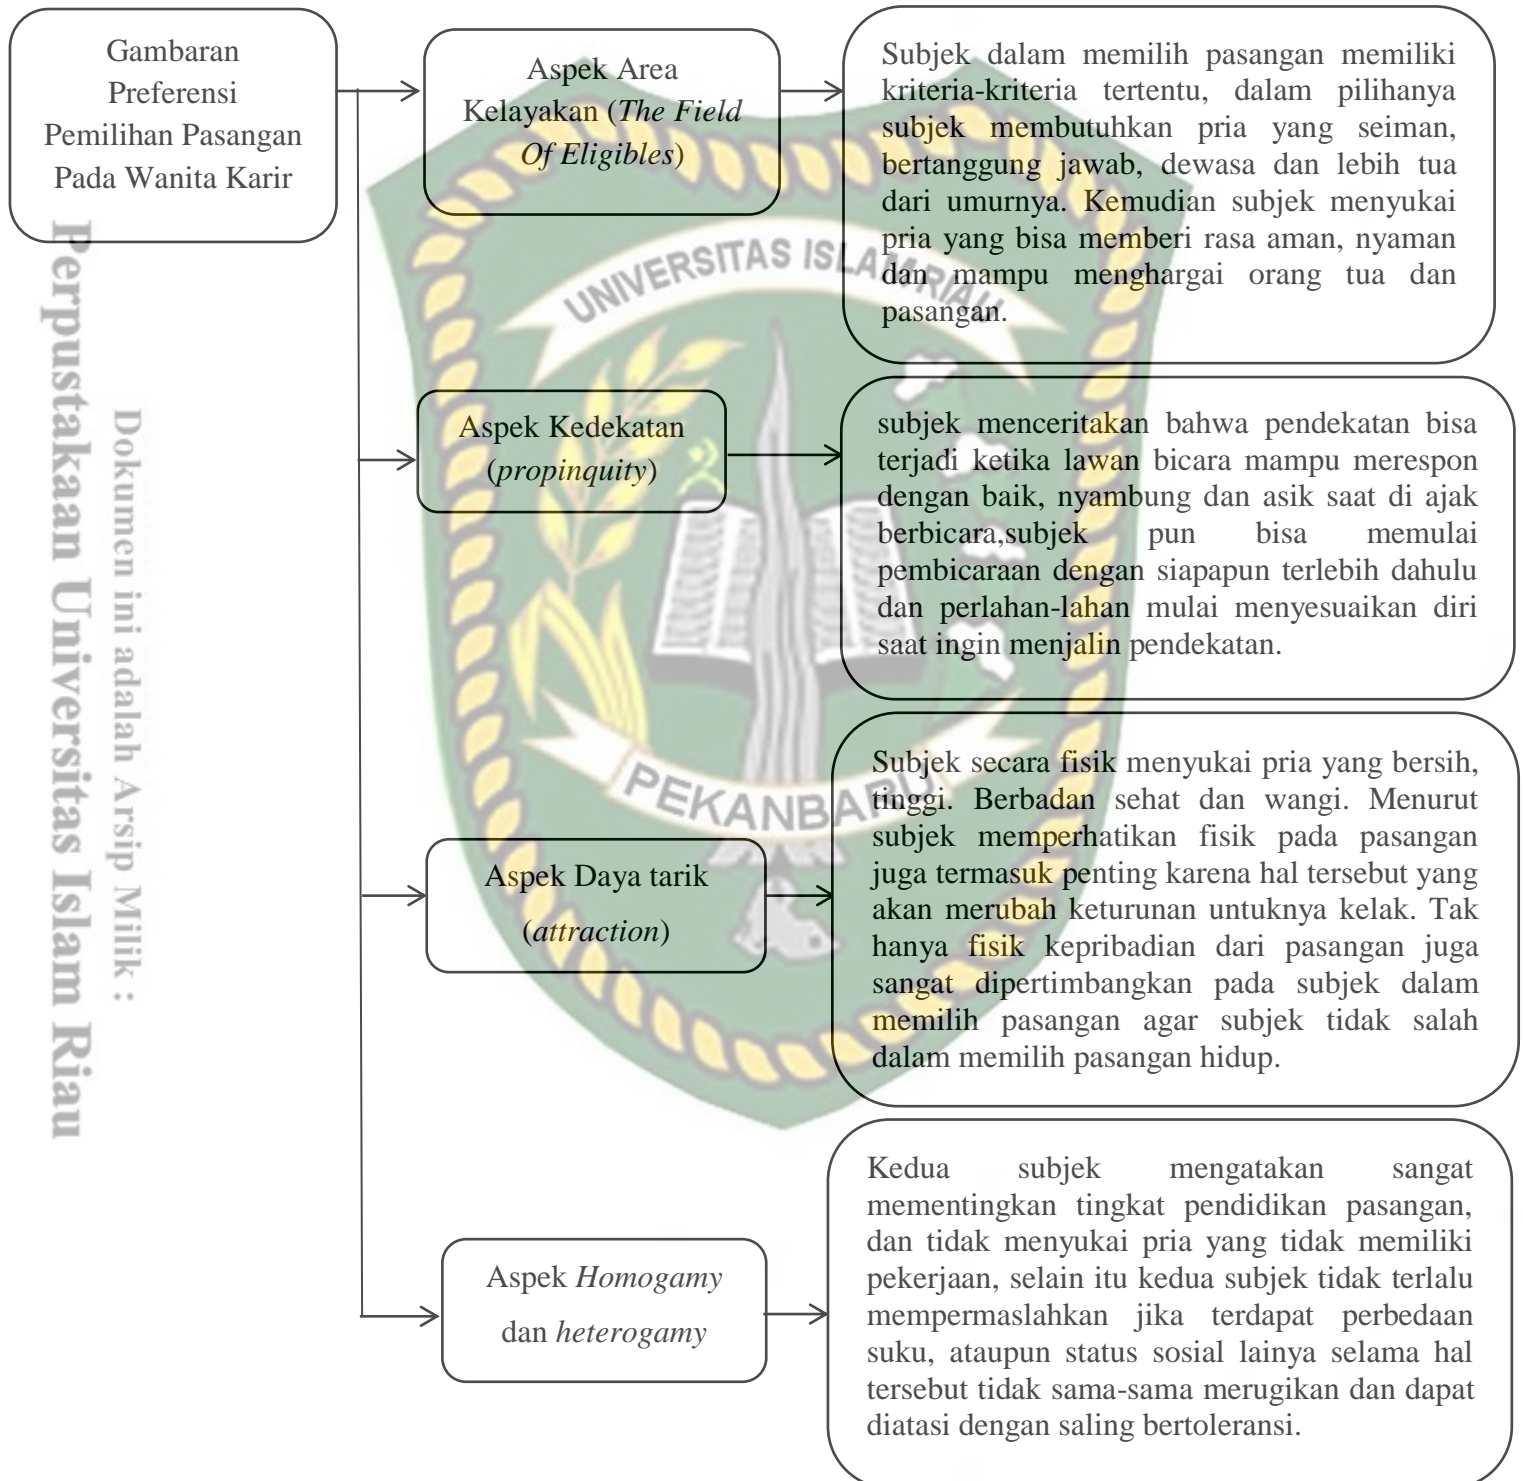 Gambaran
Preferensi
Pemilihan Pasangan
Pada Wanita Karir
Aspek Area
Kelayakan (The Field
Of Eligibles)
Subjek dalam memilih pasangan memiliki
kriteria-kriteria tertentu, dalam pilihanya
subjek membutuhkan pria yang seiman,
bertanggung jawab, dewasa dan lebih tua
dari umurnya. Kemudian subjek menyukai
pria yang bisa memberi rasa aman, nyaman
dan mampu menghargai orang tua dan
pasangan.
Aspek Kedekatan
(propinquity)
subjek menceritakan bahwa pendekatan bisa
terjadi ketika lawan bicara mampu merespon
dengan baik, nyambung dan asik saat di ajak
berbicara,subjek pun bisa memulai
pembicaraan dengan siapapun terlebih dahulu
dan perlahan-lahan mulai menyesuaikan diri
saat ingin menjalin pendekatan.
Aspek Daya tarik
(attraction)
Subjek secara fisik menyukai pria yang bersih,
tinggi. Berbadan sehat dan wangi. Menurut
subjek memperhatikan fisik pada pasangan
juga termasuk penting karena hal tersebut yang
akan merubah keturunan untuknya kelak. Tak
hanya fisik kepribadian dari pasangan juga
sangat dipertimbangkan pada subjek dalam
memilih pasangan agar subjek tidak salah
dalam memilih pasangan hidup.
Aspek Homogamy
dan heterogamy
Kedua subjek mengatakan sangat
mementingkan tingkat pendidikan pasangan,
dan tidak menyukai pria yang tidak memiliki
pekerjaan, selain itu kedua subjek tidak terlalu
mempermaslahkan jika terdapat perbedaan
suku, ataupun status sosial lainya selama hal
tersebut tidak sama-sama merugikan dan dapat
diatasi dengan saling bertoleransi.
UNIVERSITAS ISLAM RIAU
PEKANBARU
Dokumen ini adalah Arsip Milik :
Perpustakaan Universitas Islam Riau